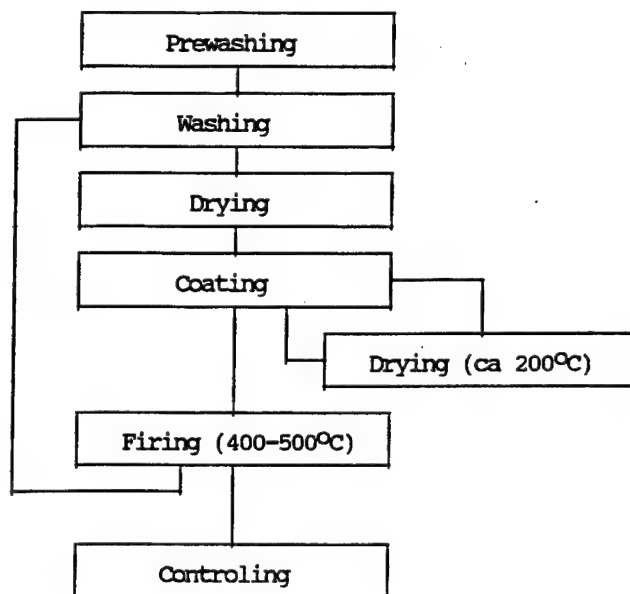 Prewashing
Washing
Drying
Coating
Drying (ca 200°C)
Firing (400-500°C)
Controling